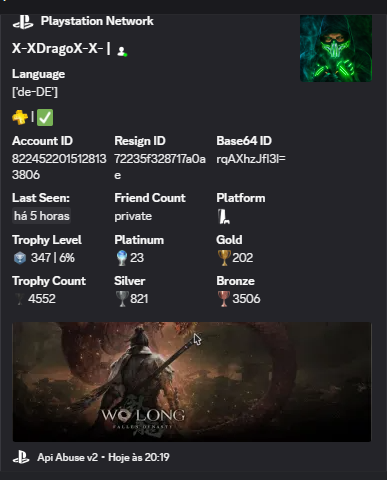 Playstation Network
X-XDragoX-X- |
Language
['de-DE']
|
Account ID Resign ID Base64 ID
822452201512813 72235f328717a0a rqAXhzJfI3I=
3806 e
Last Seen: Friend Count Platform
há 5 horas private
Trophy Level Platinum Gold
347 | 6% 23 202
Trophy Count Silver Bronze
4552 821 3506
WO LONG
FALLEN DYNASTY
Api Abuse v2 • Hoje às 20:19